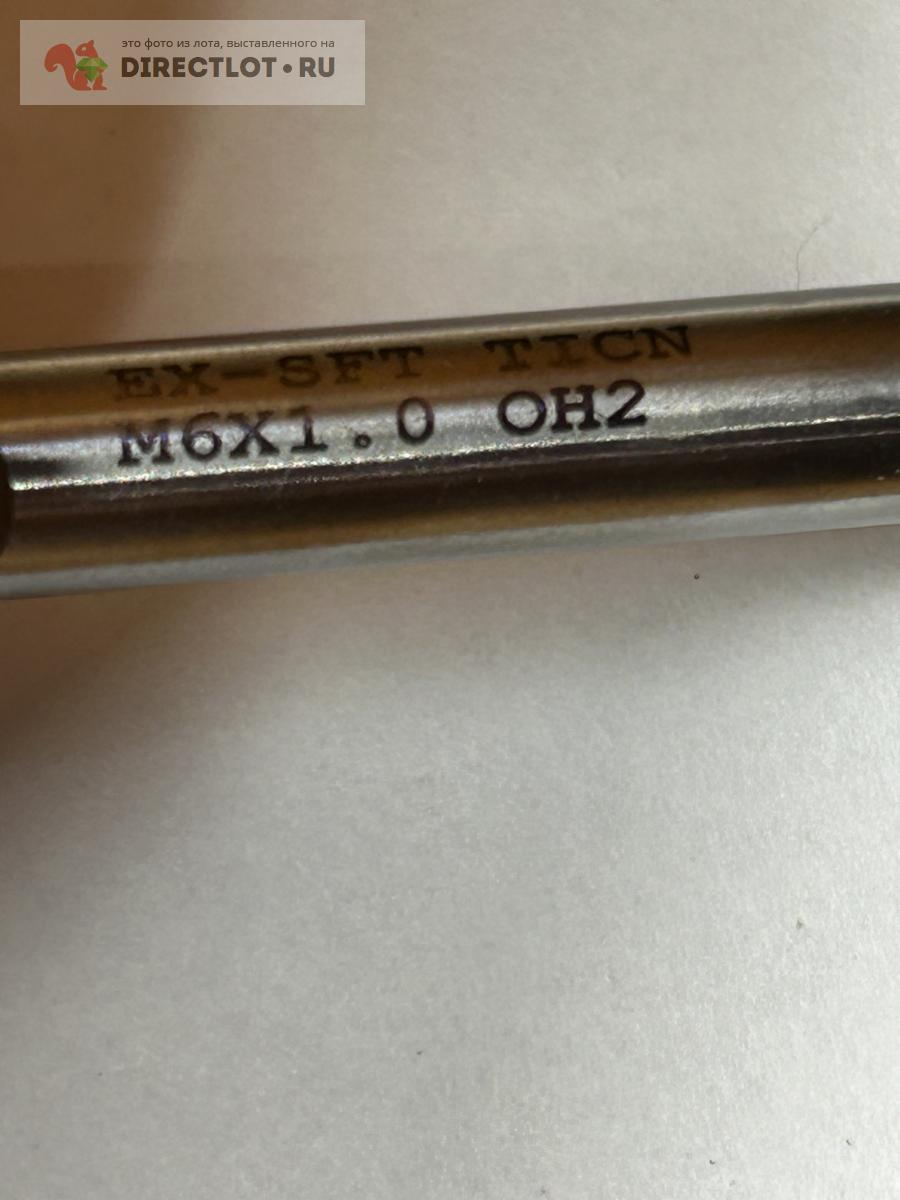 это фото из лота, выставленного на
DIRECTLOT•RU
EX-SFT TICN
M6X1.0 OH2